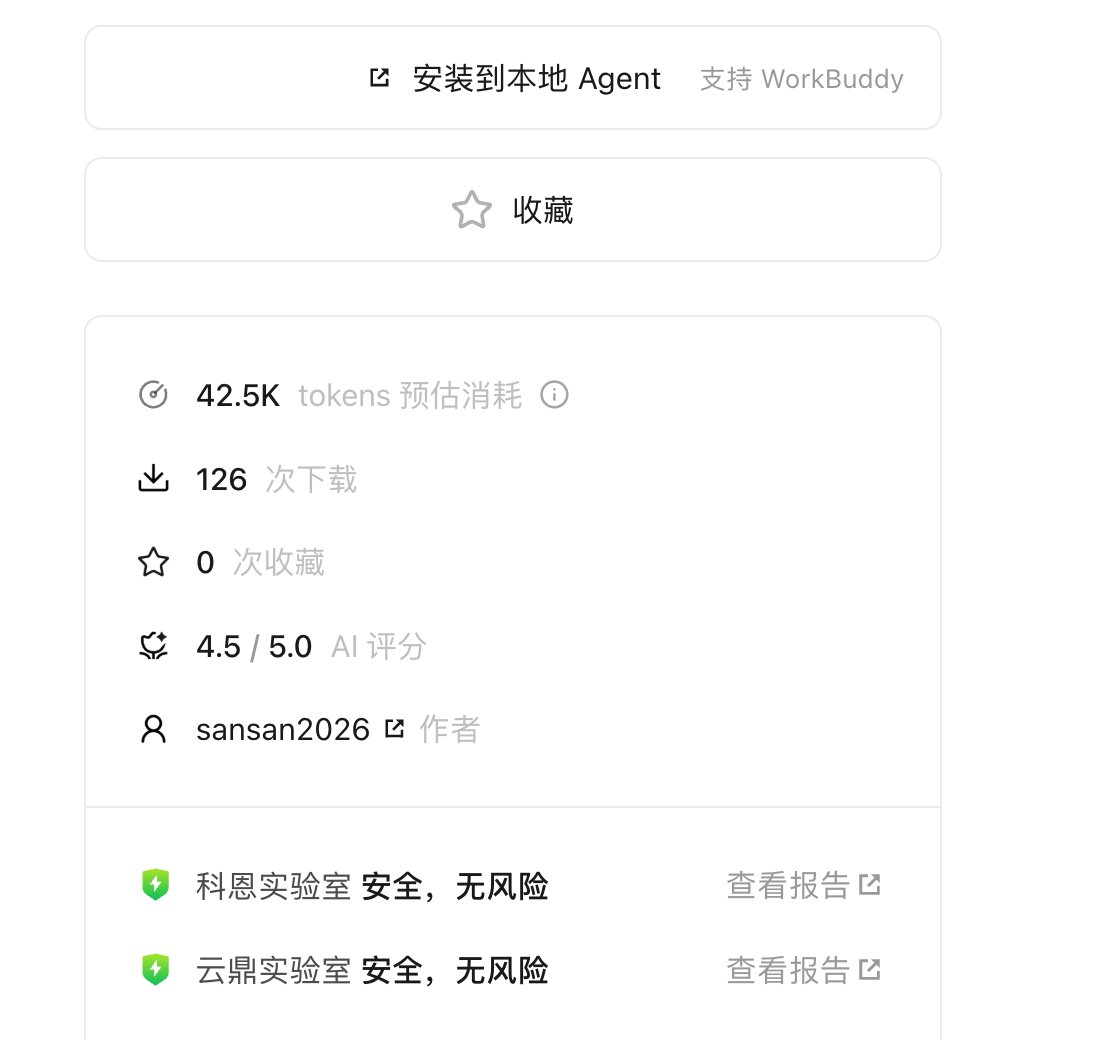 安装到本地 Agent 支持 WorkBuddy
收藏
42.5K tokens 预估消耗
126 次下载
0 次收藏
4.5 / 5.0 AI 评分
sansan2026 作者
科恩实验室 安全，无风险 查看报告
云鼎实验室 安全，无风险 查看报告